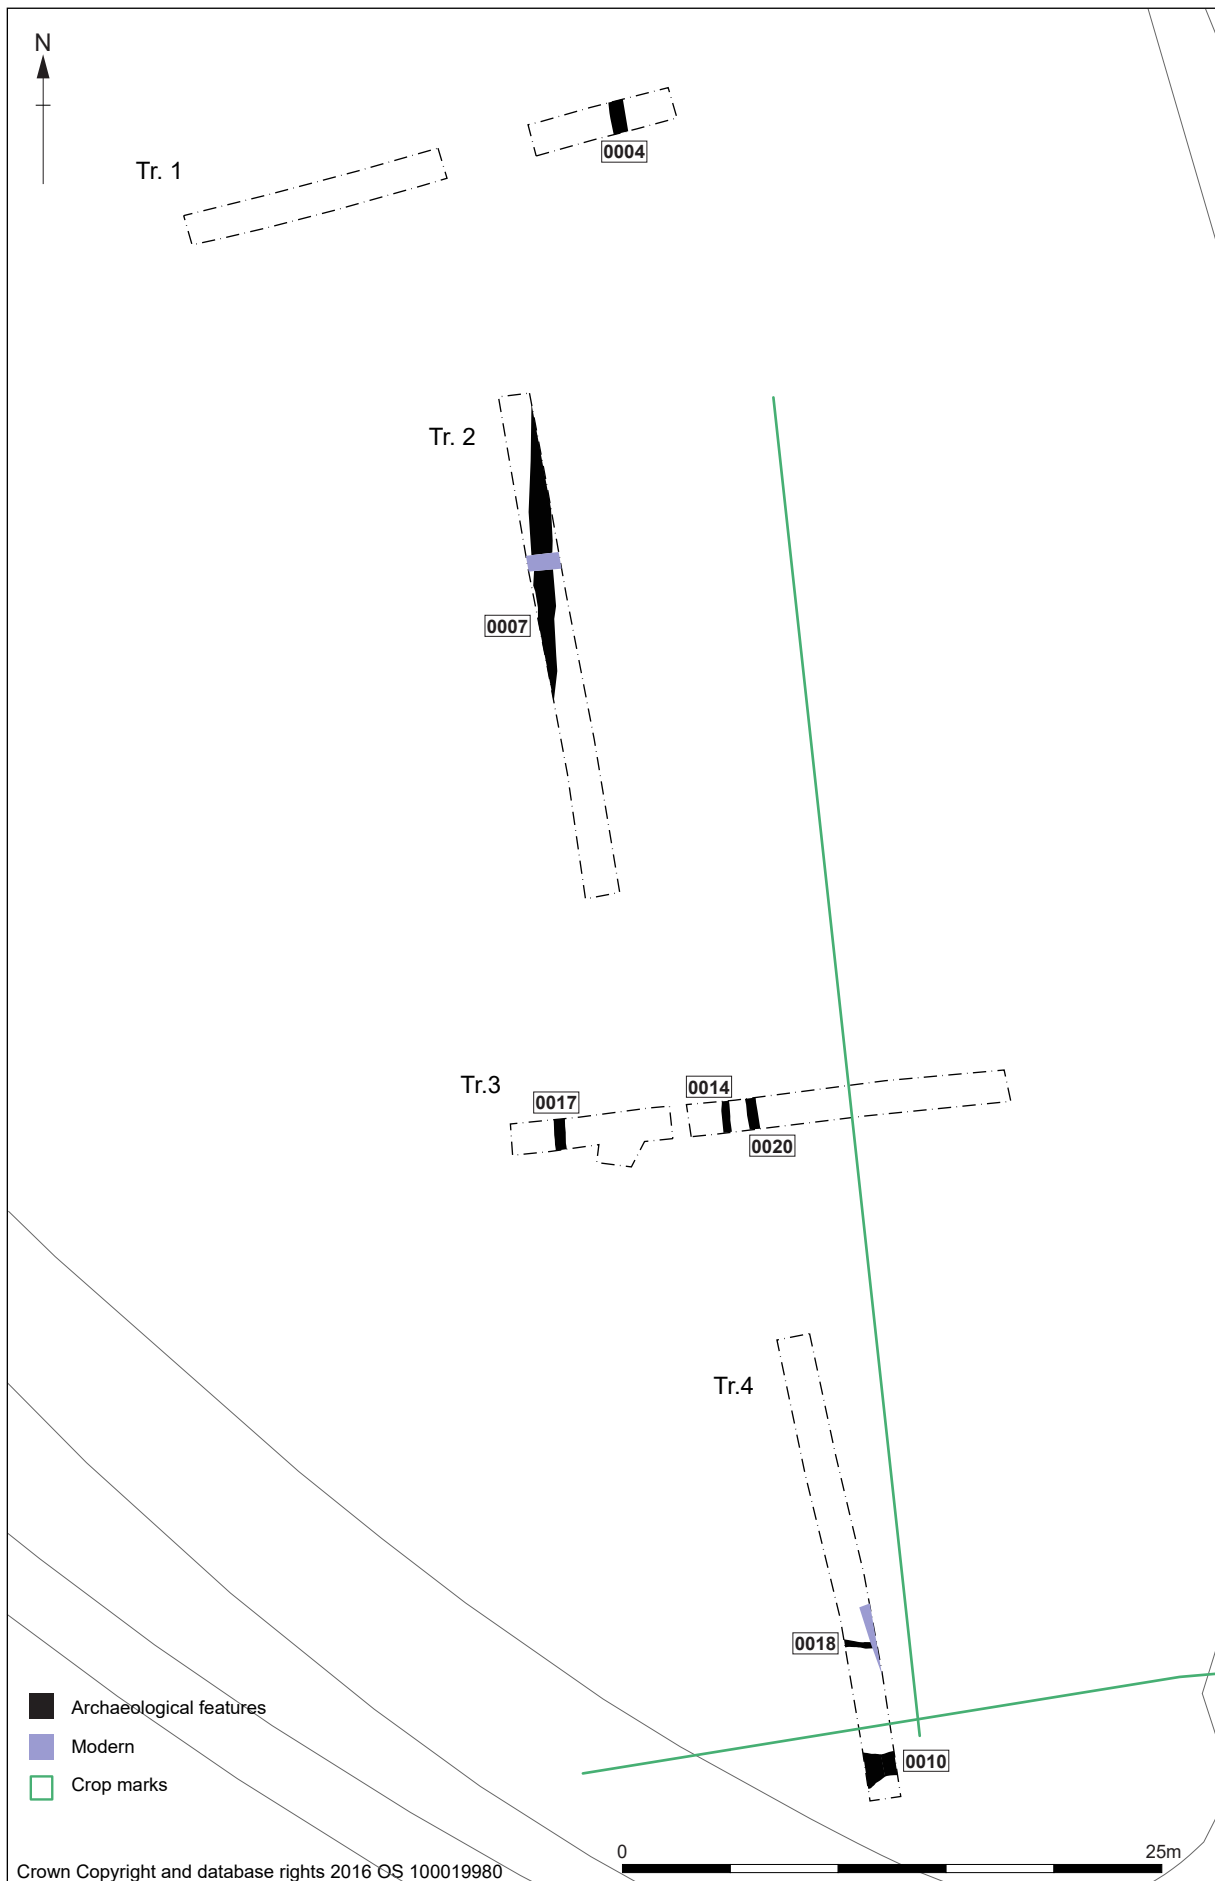 N
0004
Tr. 1
Tr. 2
0007
Tr.3
0014
0017
0020
Tr.4
0018
0010
Archaeological features
Modern
Crop marks
0
25m
Crown Copyright and database rights 2016 OS 100019980